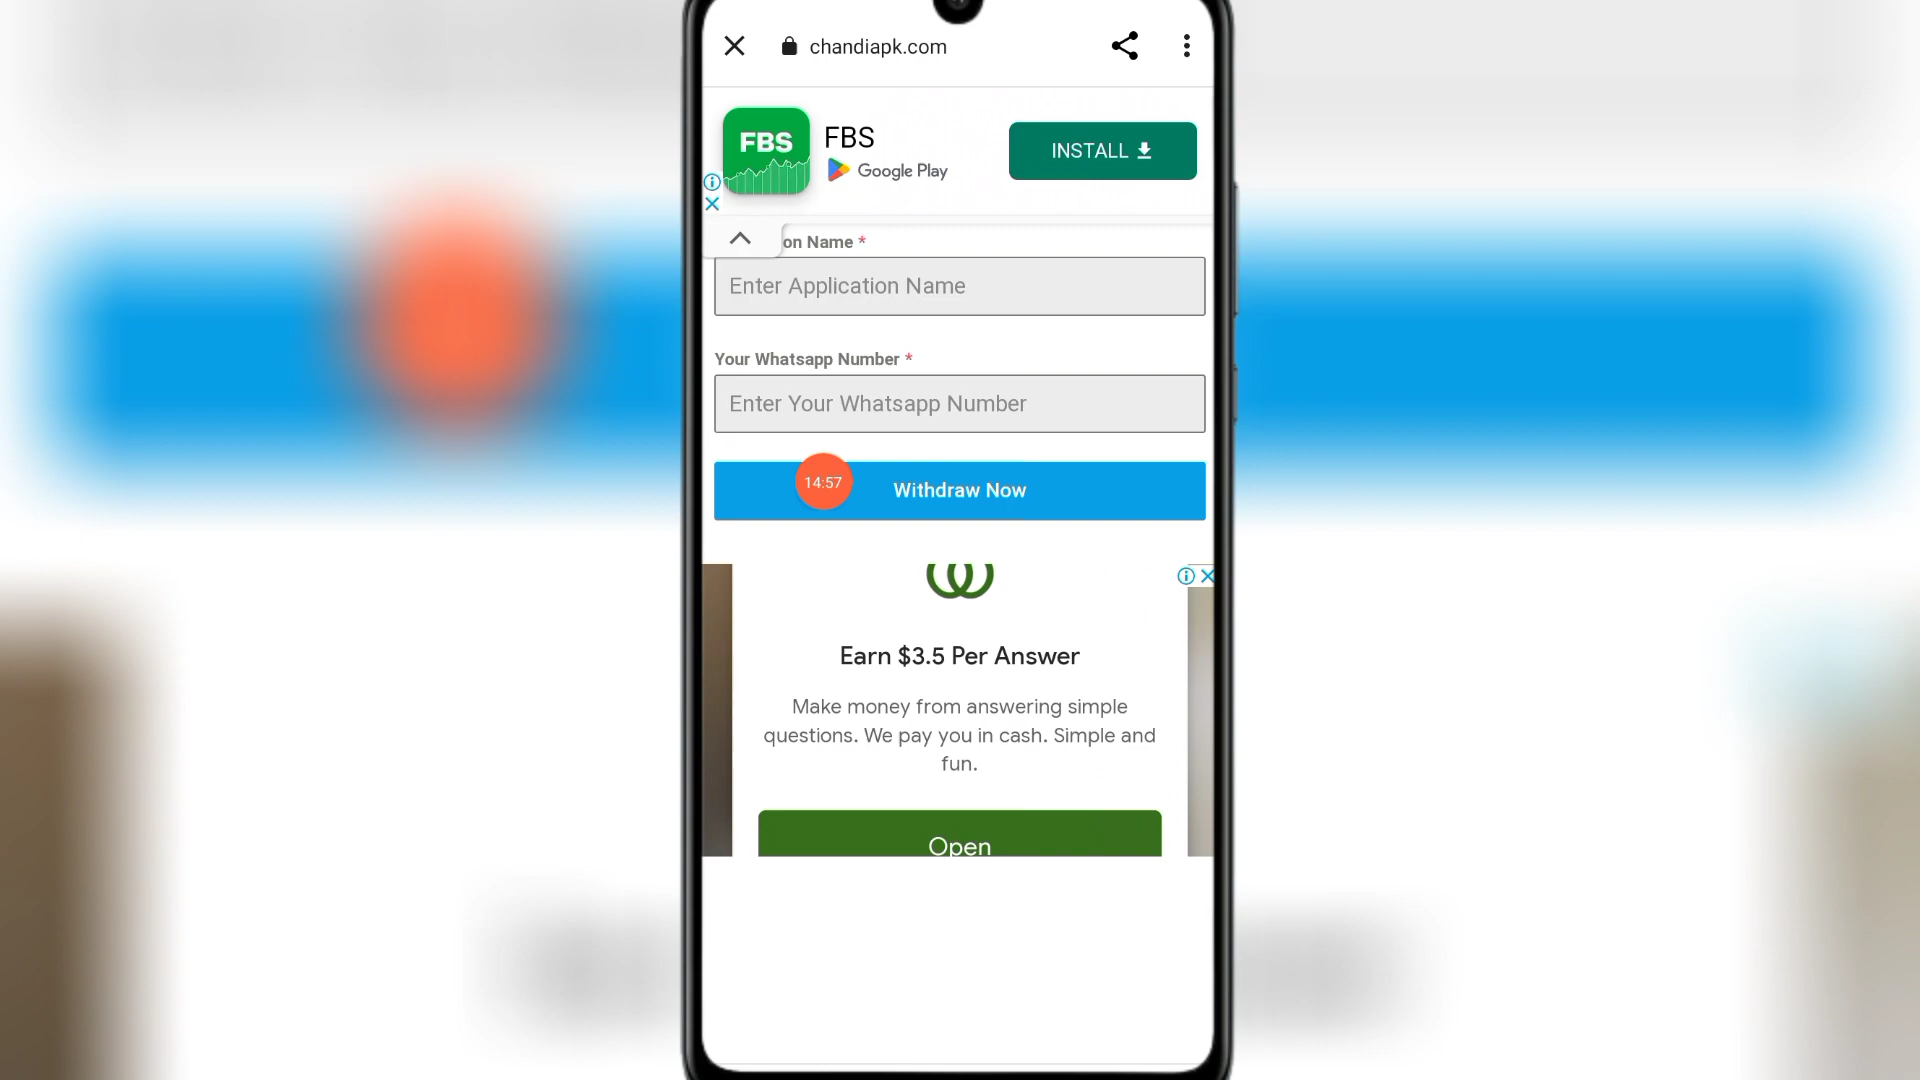 chandiapk.com
FBS
FBS
Google Play
INSTALL
on Name *
Enter Application Name
Your Whatsapp Number *
Enter Your Whatsapp Number
14:57
Withdraw Now
Earn $3.5 Per Answer
Make money from answering simple
questions. We pay you in cash. Simple and
fun.
Open